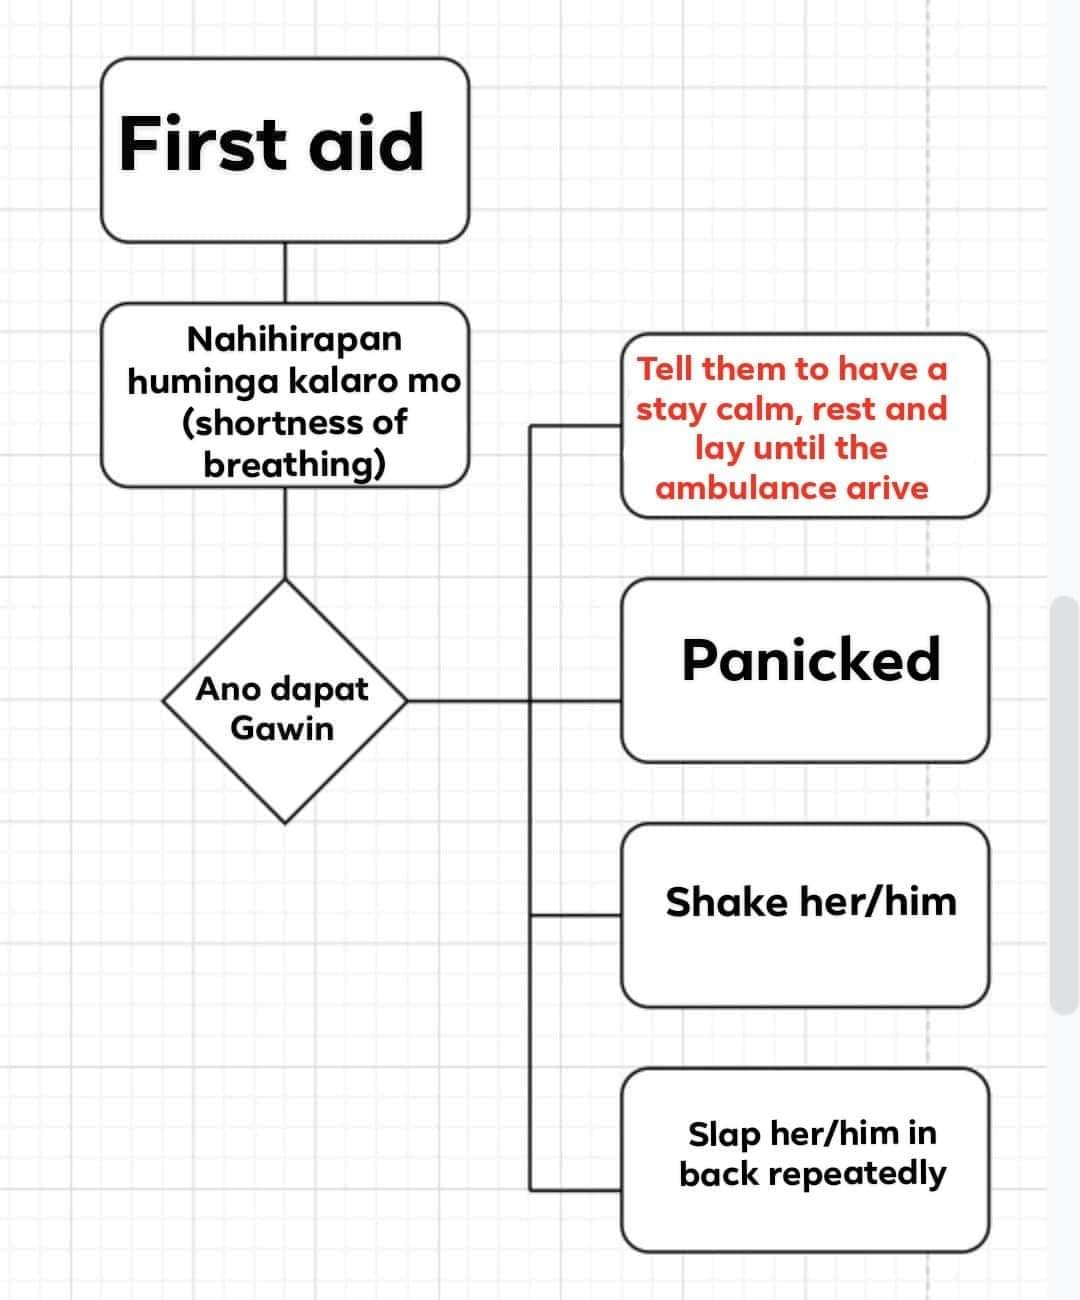 First aid
Nahihirapan
huminga kalaro mo
(shortness of
breathing)
Ano dapat
Gawin
Tell them to have a
stay calm, rest and
lay until the
ambulance arive
Panicked
Shake her/him
Slap her/him in
back repeatedly